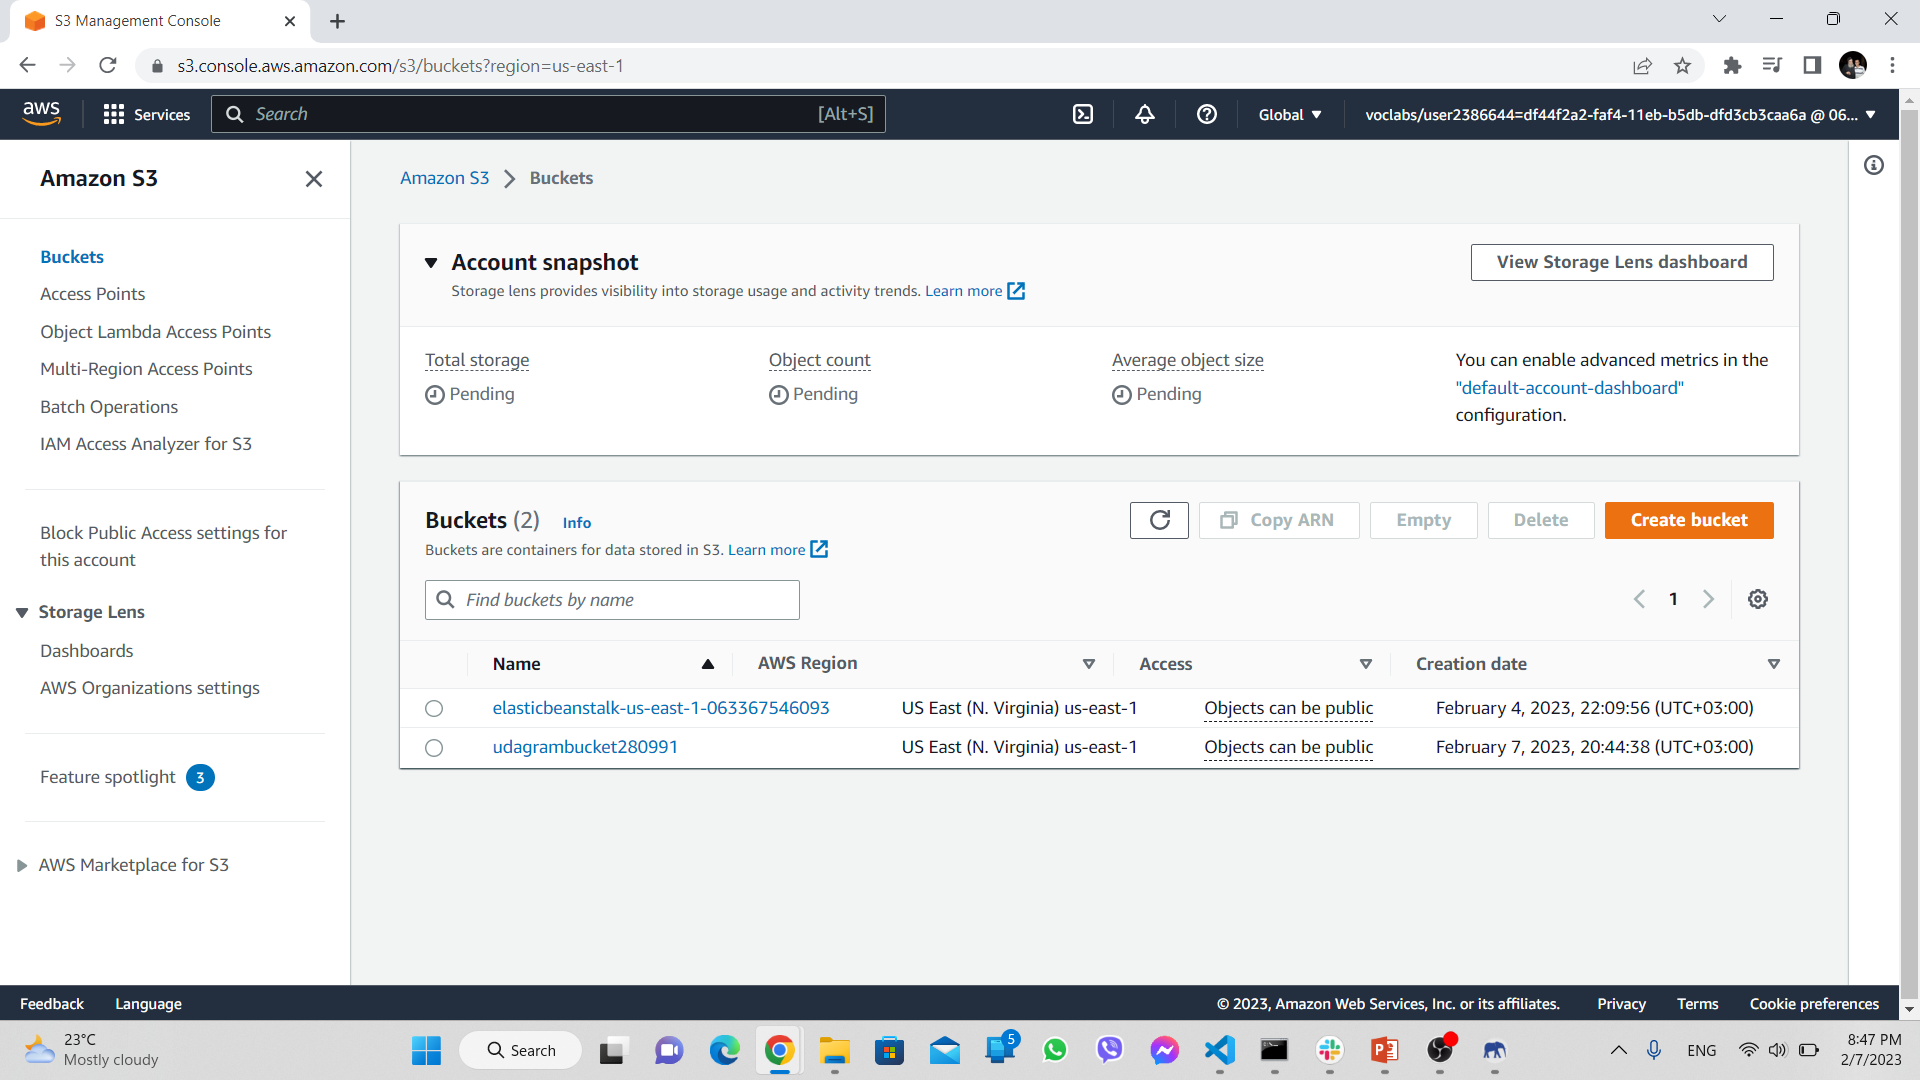 S3 Management Console
s3.console.aws.amazon.com/s3/buckets?region=us-east-1
aws
Services
Search
[Alt+S]
Global
voclabs/user2386644=df44f2a2-faf4-11eb-b5db-dfd3cb3caa6a @ 06...
Amazon S3
Buckets
Access Points
Object Lambda Access Points
Multi-Region Access Points
Batch Operations
IAM Access Analyzer for S3
Block Public Access settings for
this account
Storage Lens
Dashboards
AWS Organizations settings
Feature spotlight 3
AWS Marketplace for S3
Amazon S3 Buckets
Account snapshot
Storage lens provides visibility into storage usage and activity trends. Learn more
View Storage Lens dashboard
Total storage
Pending
Object count
Pending
Average object size
Pending
You can enable advanced metrics in the
"default-account-dashboard"
configuration.
Buckets (2) Info
Buckets are containers for data stored in S3. Learn more
Copy ARN
Empty
Delete
Create bucket
Find buckets by name
1
Name AWS Region Access Creation date
elasticbeanstalk-us-east-1-063367546093 US East (N. Virginia) us-east-1 Objects can be public February 4, 2023, 22:09:56 (UTC+03:00)
udagrambucket280991 US East (N. Virginia) us-east-1 Objects can be public February 7, 2023, 20:44:38 (UTC+03:00)
Feedback Language © 2023, Amazon Web Services, Inc. or its affiliates. Privacy Terms Cookie preferences
23°C
Mostly cloudy
Search
5
ENG
8:47 PM
2/7/2023